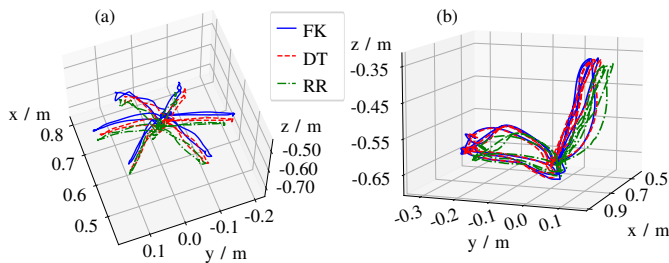 (a)
x / m
0.8
0.7
0.6
0.5
0.1
0.0
-0.1
-0.2
y / m
z / m
-0.50
-0.60
-0.70
FK
DT
RR
(b)
z / m
-0.35
-0.45
-0.55
-0.65
-0.3
-0.2
-0.1
0.0
0.1
y / m
0.5
0.7
0.9
x / m